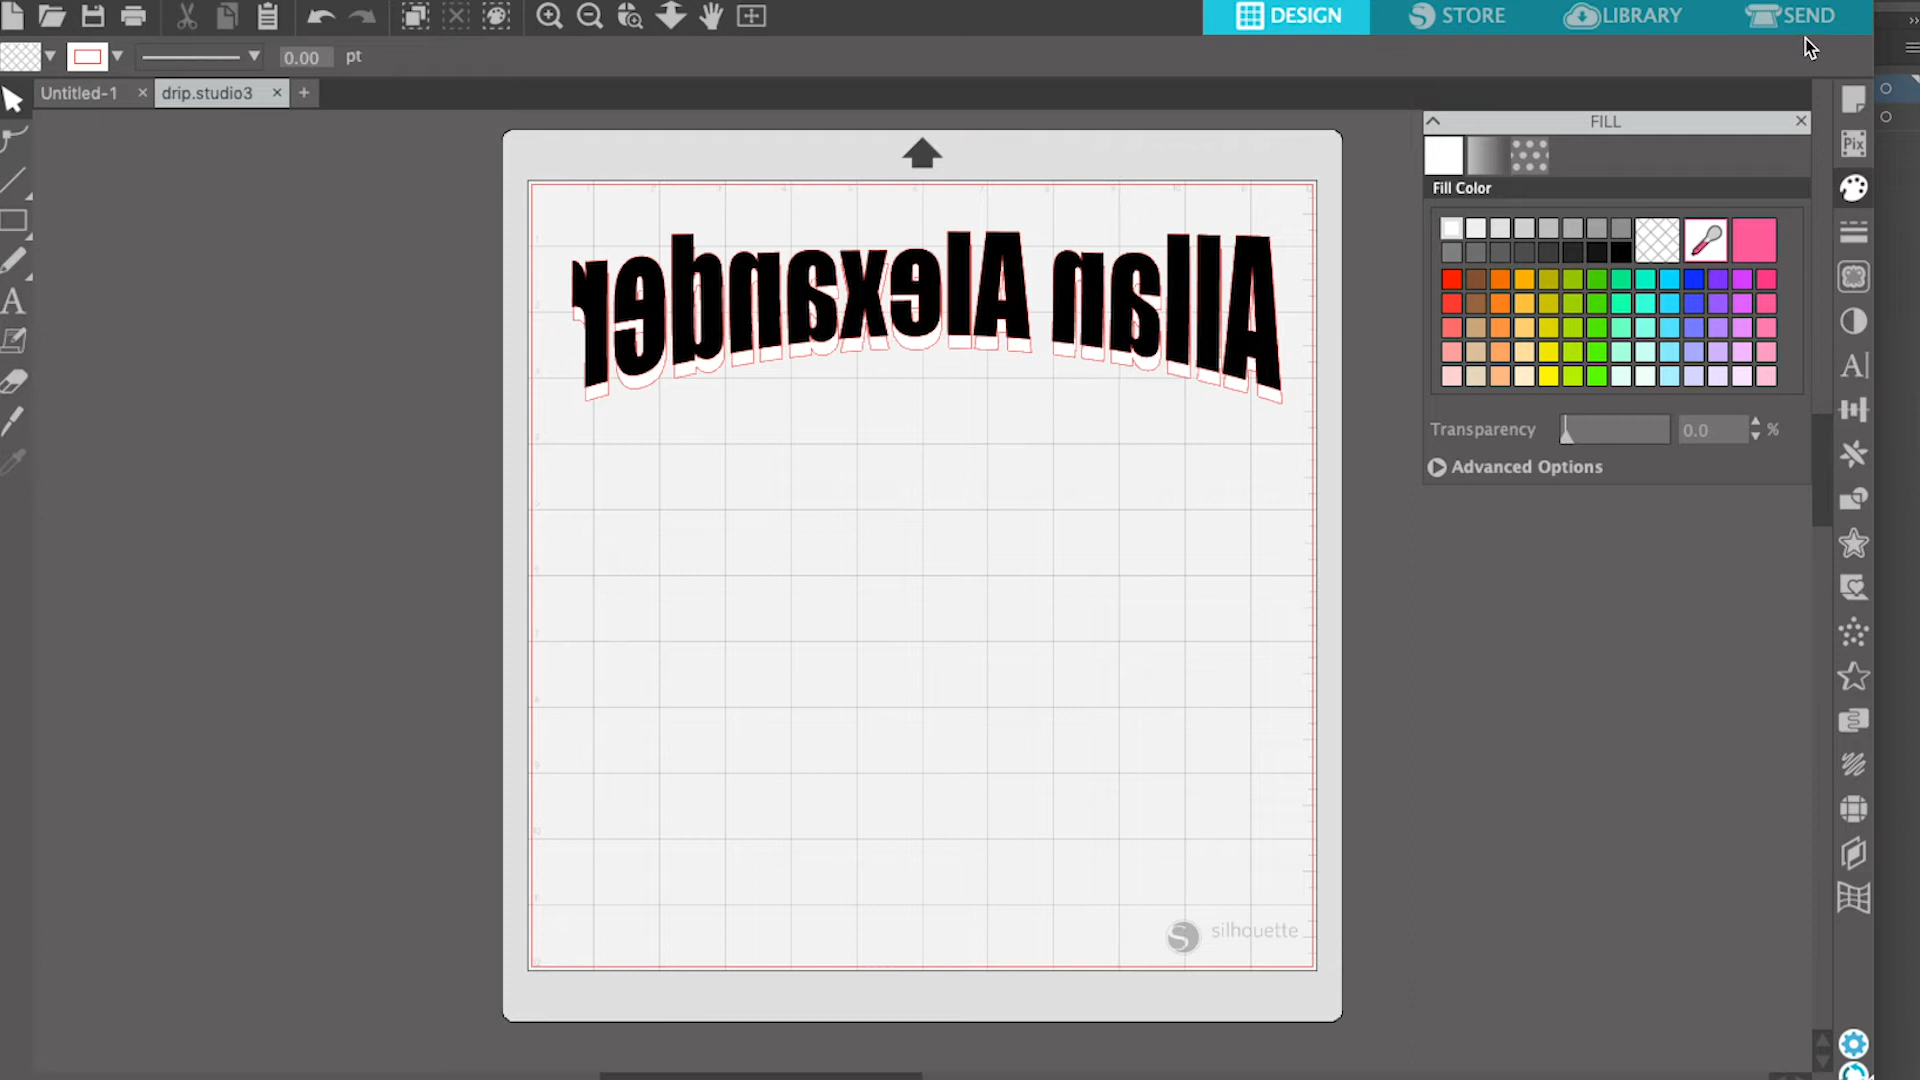 DESIGN
STORE
LIBRARY
SEND
0.00 pt
Untitled-1
drip.studio3
FILL
Pix
Fill Color
Allan Alexander
Transparency 0.0 %
Advanced Options
silhouette